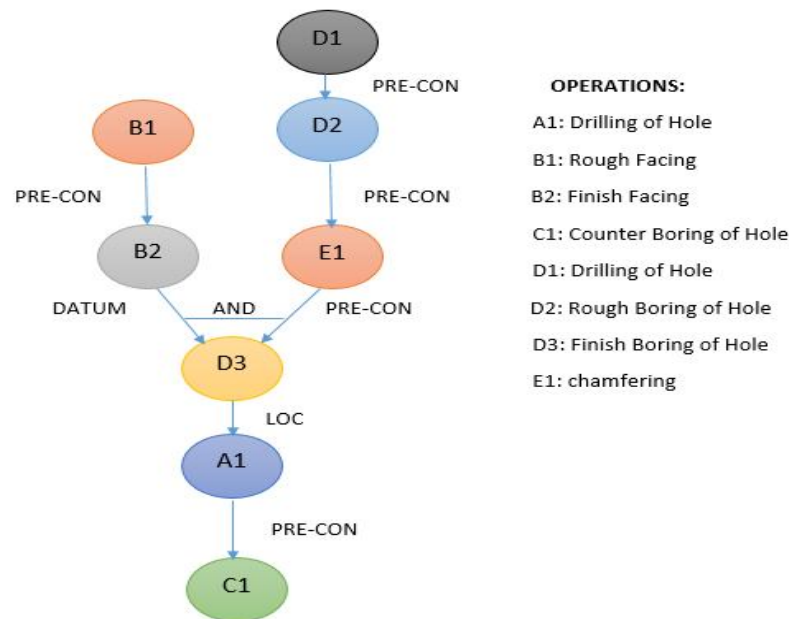 D1
PRE-CON
B1
D2
PRE-CON
PRE-CON
B2
E1
DATUM
AND
PRE-CON
D3
LOC
A1
PRE-CON
C1
OPERATIONS:
A1: Drilling of Hole
B1: Rough Facing
B2: Finish Facing
C1: Counter Boring of Hole
D1: Drilling of Hole
D2: Rough Boring of Hole
D3: Finish Boring of Hole
E1: chamfering